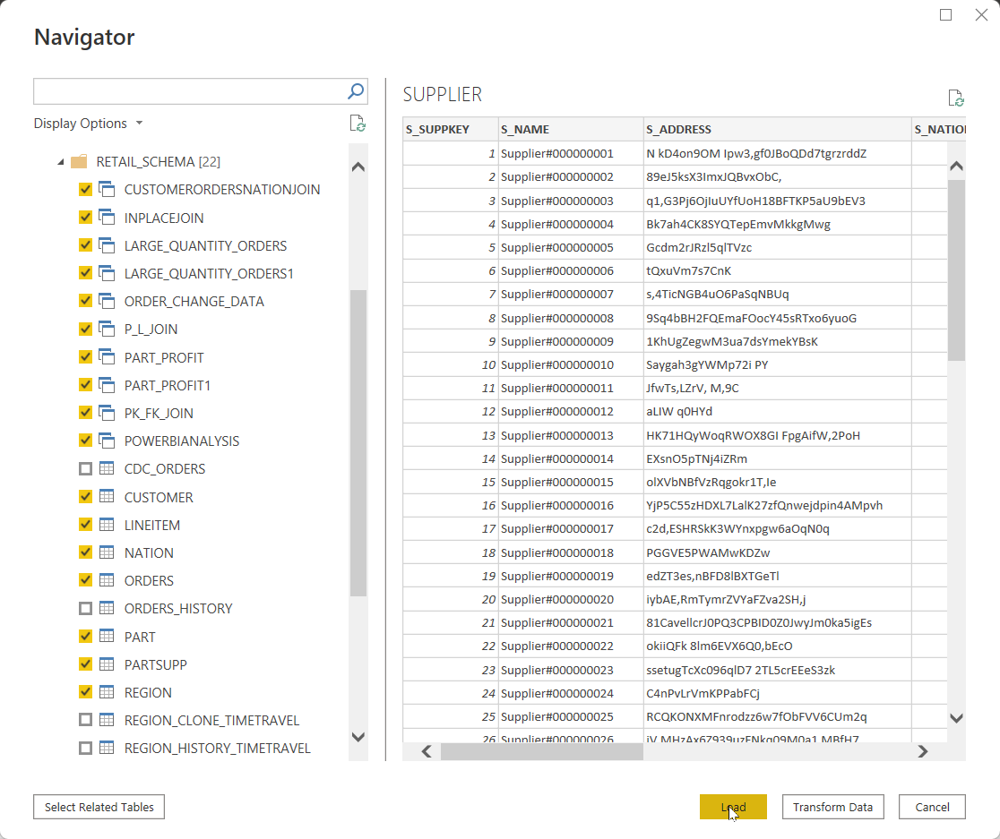 Navigator
Display Options
RETAIL_SCHEMA [22]
CUSTOMERORDERSNATIONJOIN
INPLACEJOIN
LARGE_QUANTITY_ORDERS
LARGE_QUANTITY_ORDERS1
ORDER_CHANGE_DATA
P_L_JOIN
PART_PROFIT
PART_PROFIT1
PK_FK_JOIN
POWERBIANALYSIS
CDC_ORDERS
CUSTOMER
LINEITEM
NATION
ORDERS
ORDERS_HISTORY
PART
PARTSUPP
REGION
REGION_CLONE_TIMETRAVEL
REGION_HISTORY_TIMETRAVEL
Select Related Tables
SUPPLIER
S_SUPPKEY S_NAME S_ADDRESS S_NATIO
1 Supplier#000000001 N kD4on9OM Ipw3,gf0JBoQDd7tgrzrddZ
2 Supplier#000000002 89eJ5ksX3ImxJQBvxObC,
3 Supplier#000000003 q1,G3Pj6OjIuUYfUoH18BFTKP5aU9bEV3
4 Supplier#000000004 Bk7ah4CK8SYQTepEmvMkkgMwg
5 Supplier#000000005 Gcdm2rJRzl5qlTVzc
6 Supplier#000000006 tQxuVm7s7CnK
7 Supplier#000000007 s,4TicNGB4uO6PaSqNBUq
8 Supplier#000000008 9Sq4bBH2FQEmaFOocY45sRTxo6yuoG
9 Supplier#000000009 1KhUgZegwM3ua7dsYmekYBsK
10 Supplier#000000010 Saygah3gYWMp72i PY
11 Supplier#000000011 JfwTs,LZrV, M,9C
12 Supplier#000000012 aLIW q0HYd
13 Supplier#000000013 HK71HQyWoqRWOX8GI FpgAifW,2PoH
14 Supplier#000000014 EXsnO5pTNj4iZRm
15 Supplier#000000015 olXVbNBfVzRqgokr1T,Ie
16 Supplier#000000016 YjP5C55zHDXL7LalK27zfQnwejdpin4AMpvh
17 Supplier#000000017 c2d,ESHRSkK3WYnxpgw6aOqN0q
18 Supplier#000000018 PGGVE5PWAMwKDZw
19 Supplier#000000019 edZT3es,nBFD8lBXTGeTl
20 Supplier#000000020 iybAE,RmTymrZVYaFZva2SH,j
21 Supplier#000000021 81CavellcrJ0PQ3CPBID0Z0JwyJm0ka5igEs
22 Supplier#000000022 okiiQFk 8lm6EVX6Q0,bEcO
23 Supplier#000000023 ssetugTcXc096qlD7 2TL5crEEeS3zk
24 Supplier#000000024 C4nPvLrVmKPPabFCj
25 Supplier#000000025 RCQKONXMFnrodzz6w7fObFVV6CUm2q
26 Supplier#000000026
Load
Transform Data
Cancel